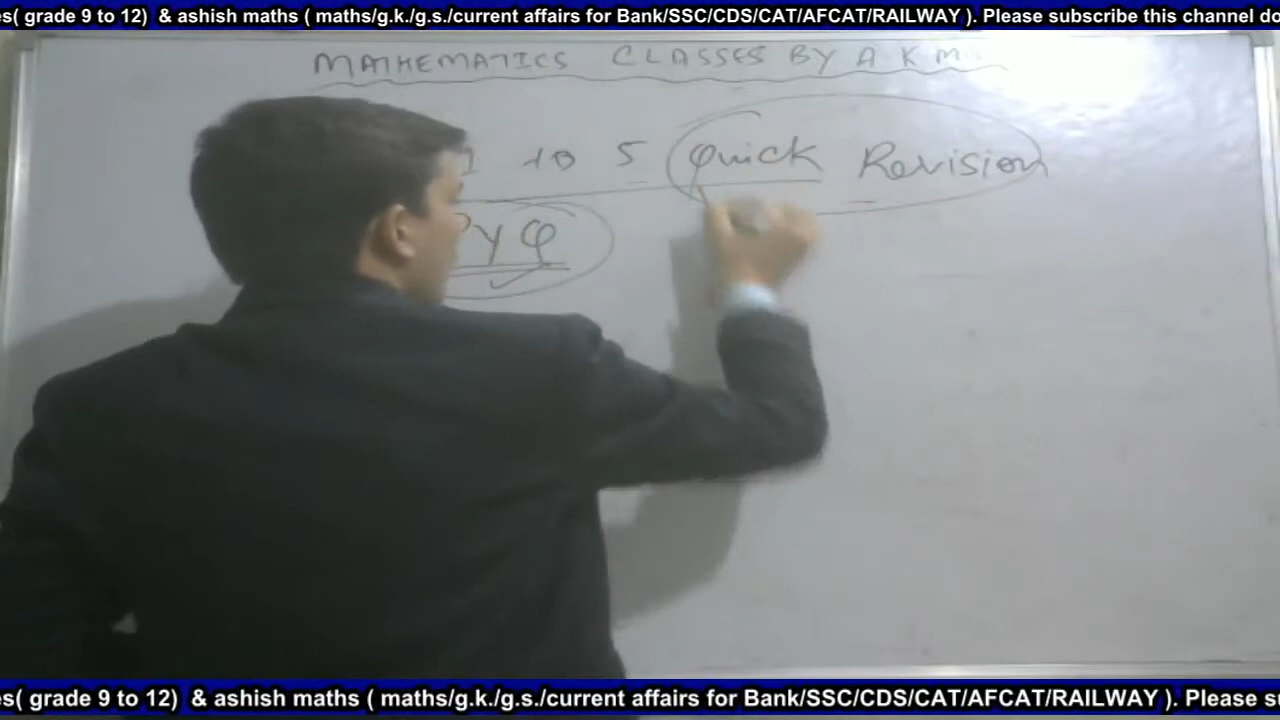 es( grade 9 to 12) & ashish maths ( maths/g.k./g.s./current affairs for Bank/SSC/CDS/CAT/AFCAT/RAILWAY ). Please subscribe this channel do
MATHEMATICS CLASSES BY A K M
1 to 5 Quick Revision
PYQ
es( grade 9 to 12) & ashish maths ( maths/g.k./g.s./current affairs for Bank/SSC/CDS/CAT/AFCAT/RAILWAY ). Please su